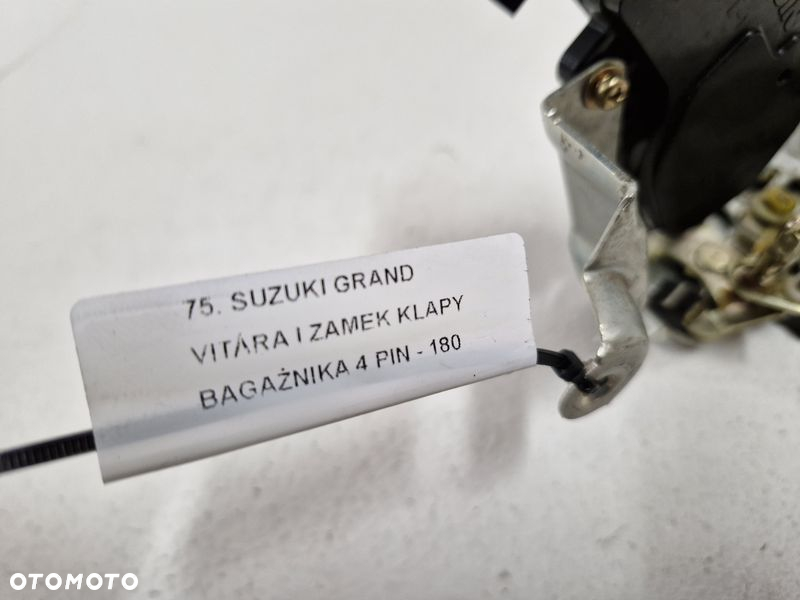 75. SUZUKI GRAND
VITARA I ZAMEK KLAPY
BAGAŻNIKA 4 PIN - 180
OTOMOTO